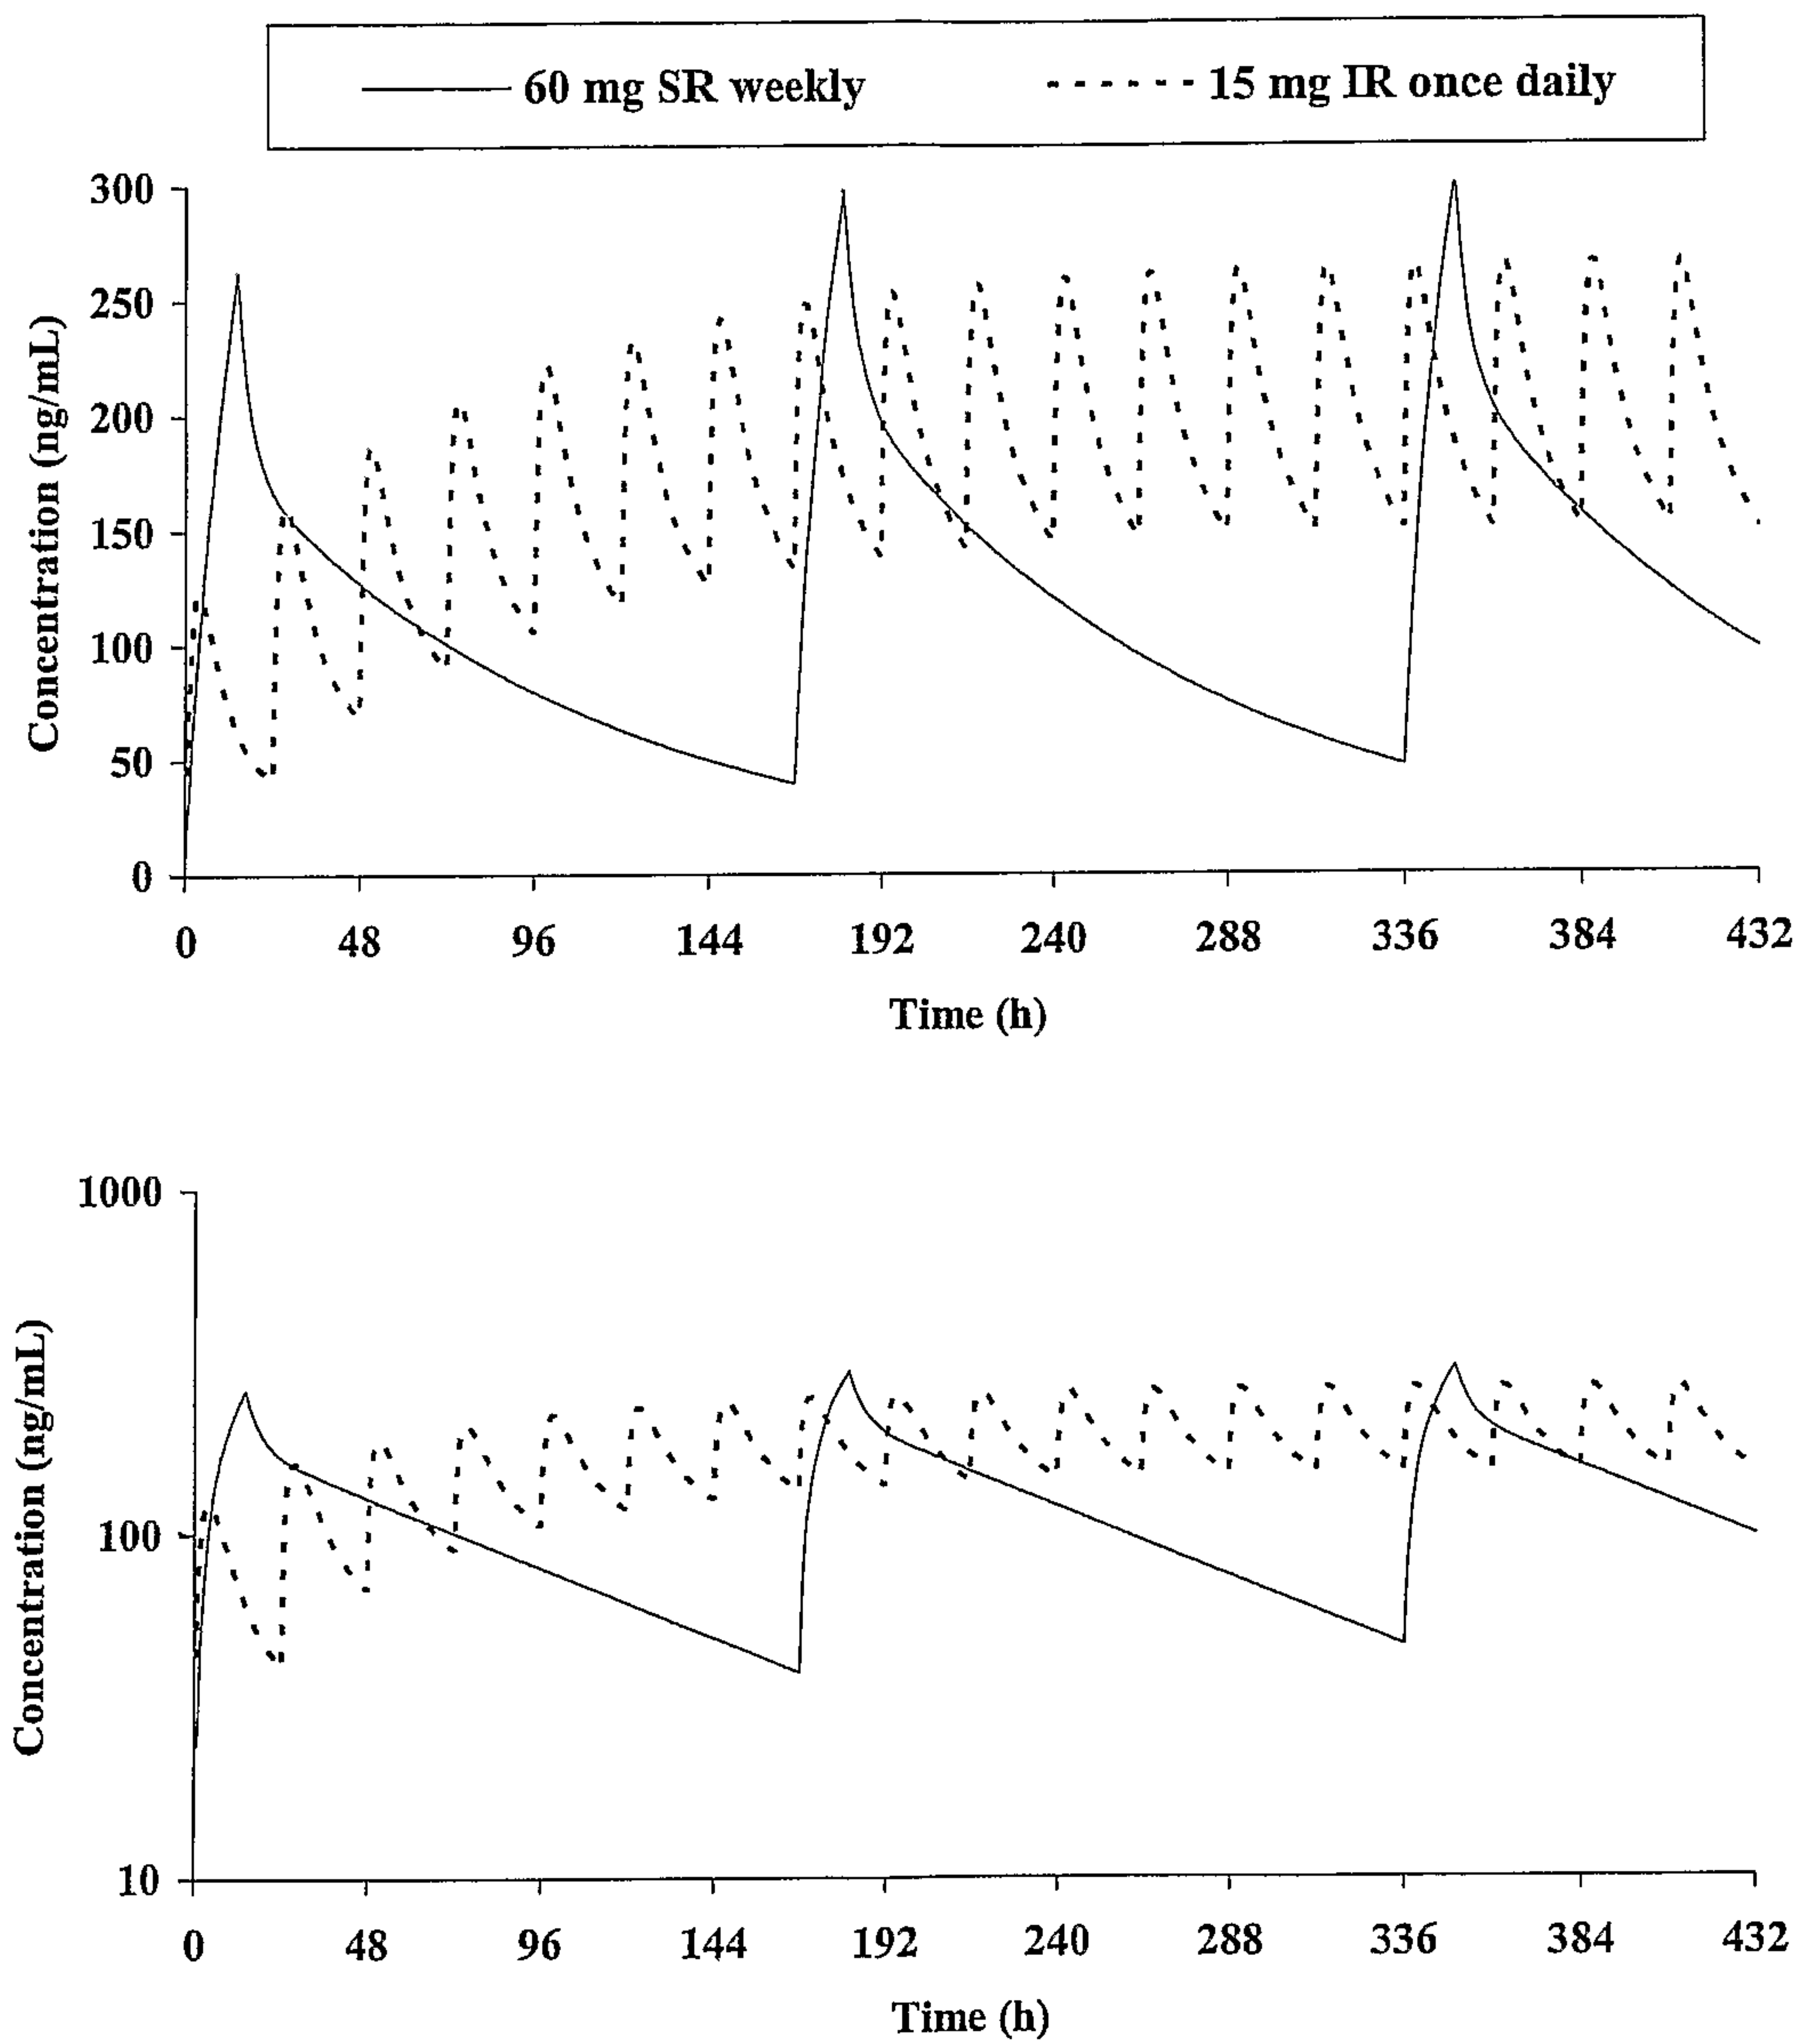 60 mg SR weekly 15 mg IR once daily
300
250
200
150
100
50
0
Concentration (ng/mL)
0 48 96 144 192 240 288 336 384 432
Time (h)
1000
100
10
Concentration (ng/mL)
0 48 96 144 192 240 288 336 384 432
Time (h)